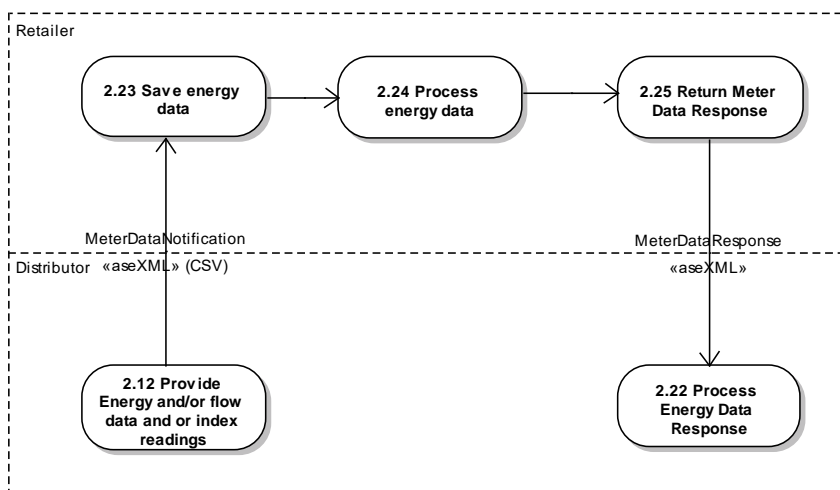 Retailer
2.23 Save energy
data
2.24 Process
energy data
2.25 Return Meter
Data Response
MeterDataNotification
«aseXML» (CSV)
MeterDataResponse
«aseXML»
Distributor
2.12 Provide
Energy and/or flow
data and or index
readings
2.22 Process
Energy Data
Response